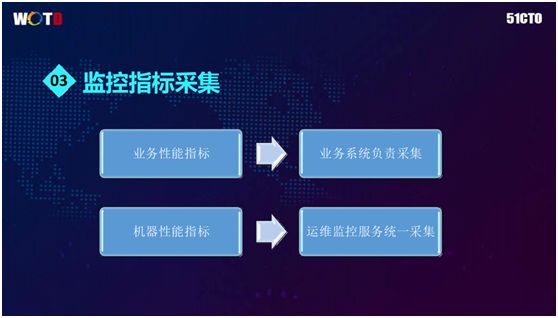 WOTD
51CTO
03 监控指标采集
业务性能指标
业务系统负责采集
机器性能指标
运维监控服务统一采集